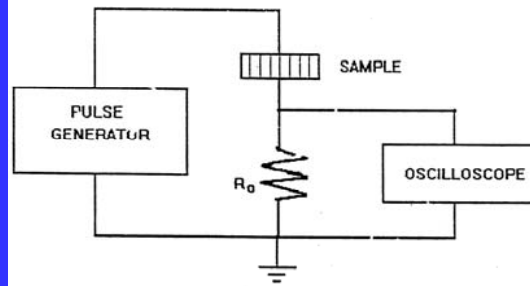 SAMPLE
PULSE
GENERATOR
R₀
OSCILLOSCOPE